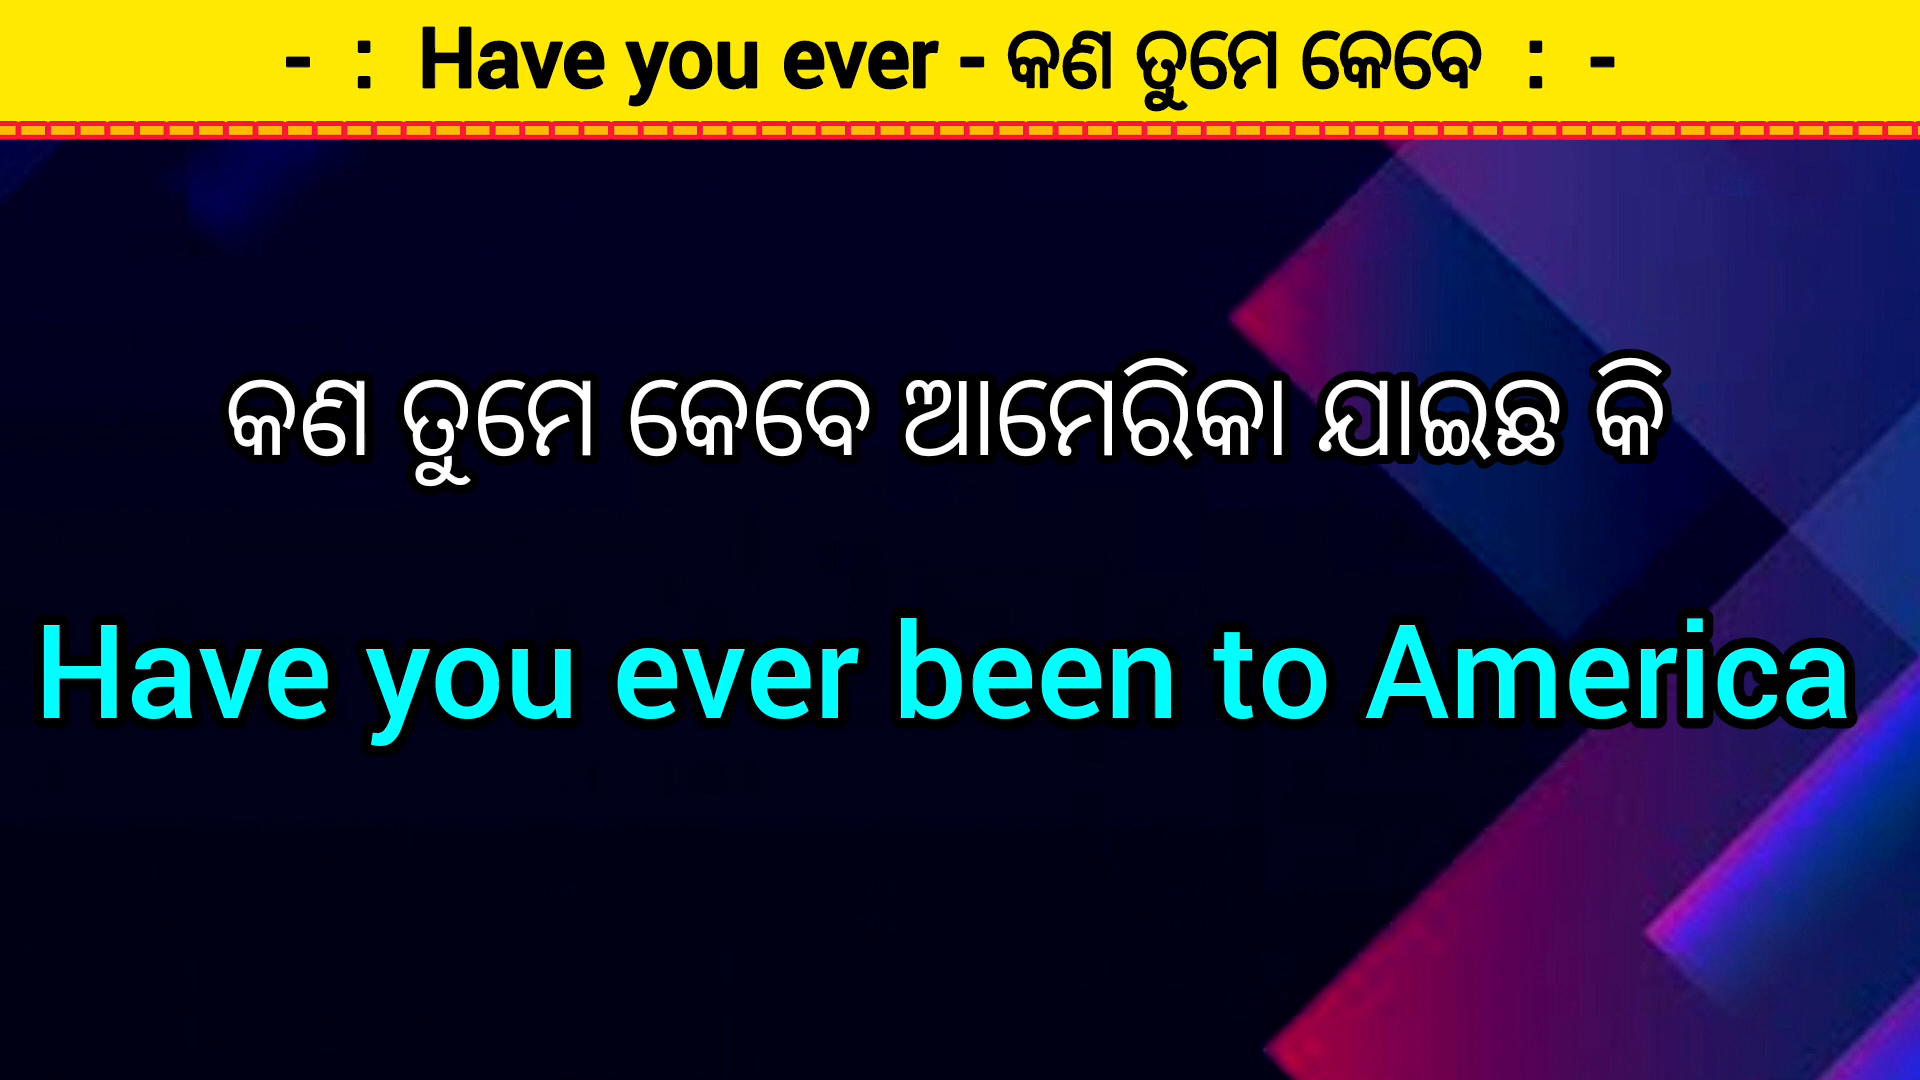 - : Have you ever - କଣ ତୁମେ କେବେ : -
କଣ ତୁମେ କେବେ ଆମେରିକା ଯାଇଛ କି
Have you ever been to America